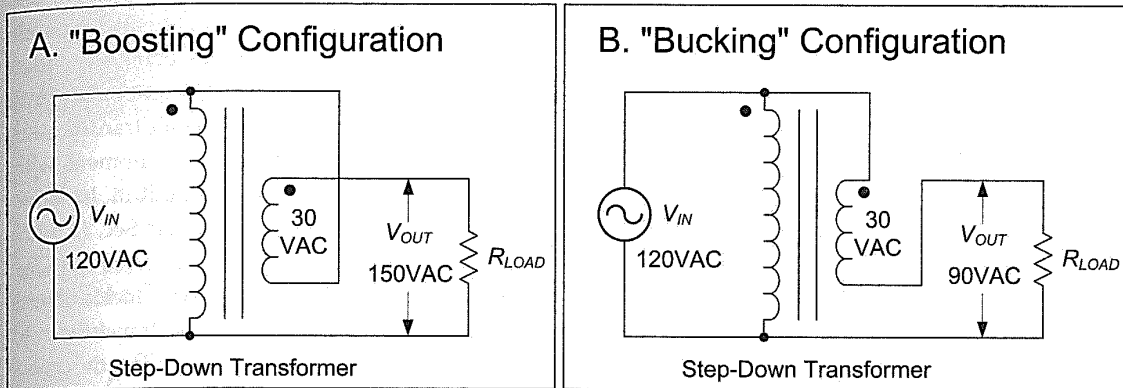 A. "Boosting" Configuration
V_IN
120VAC
30
VAC
V_OUT
150VAC
R_LOAD
Step-Down Transformer
B. "Bucking" Configuration
V_IN
120VAC
30
VAC
V_OUT
90VAC
R_LOAD
Step-Down Transformer